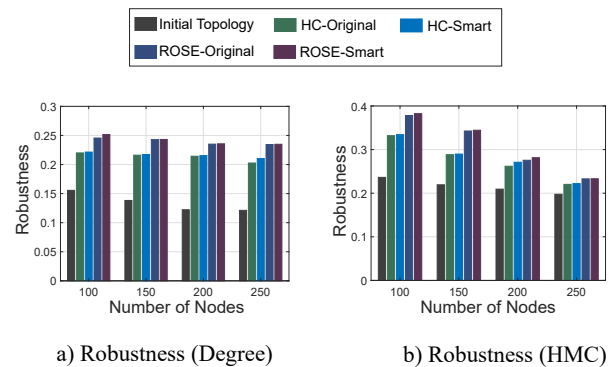 Initial Topology HC-Original HC-Smart
ROSE-Original ROSE-Smart
0.3
0.25
0.2
0.15
0.1
0.05
0
Robustness
100 150 200 250
Number of Nodes
a) Robustness (Degree)
0.4
0.3
0.2
0.1
0
Robustness
100 150 200 250
Number of Nodes
b) Robustness (HMC)